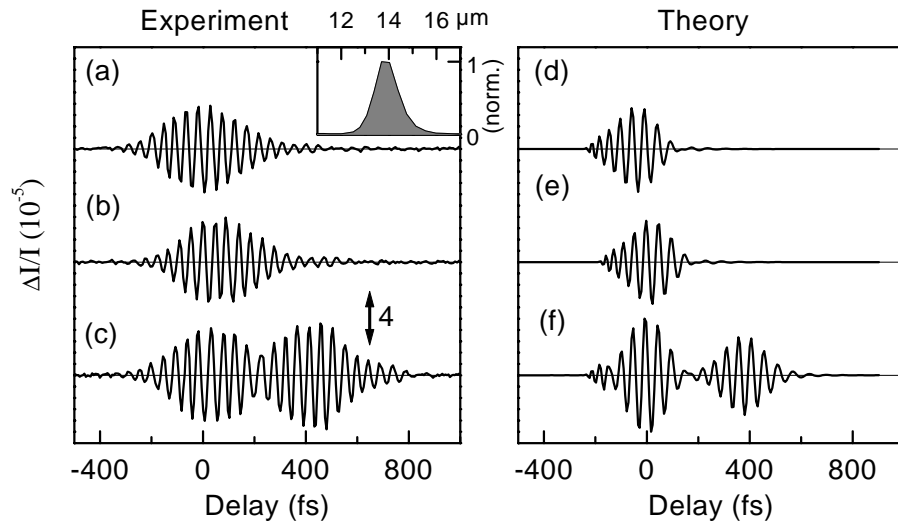 Experiment 12 14 16 μm Theory
(a) 1 (d)
(norm.)
0
(b) (e)
ΔI/I (10⁻⁵)
4
(c) (f)
-400 0 400 800 -400 0 400 800
Delay (fs) Delay (fs)